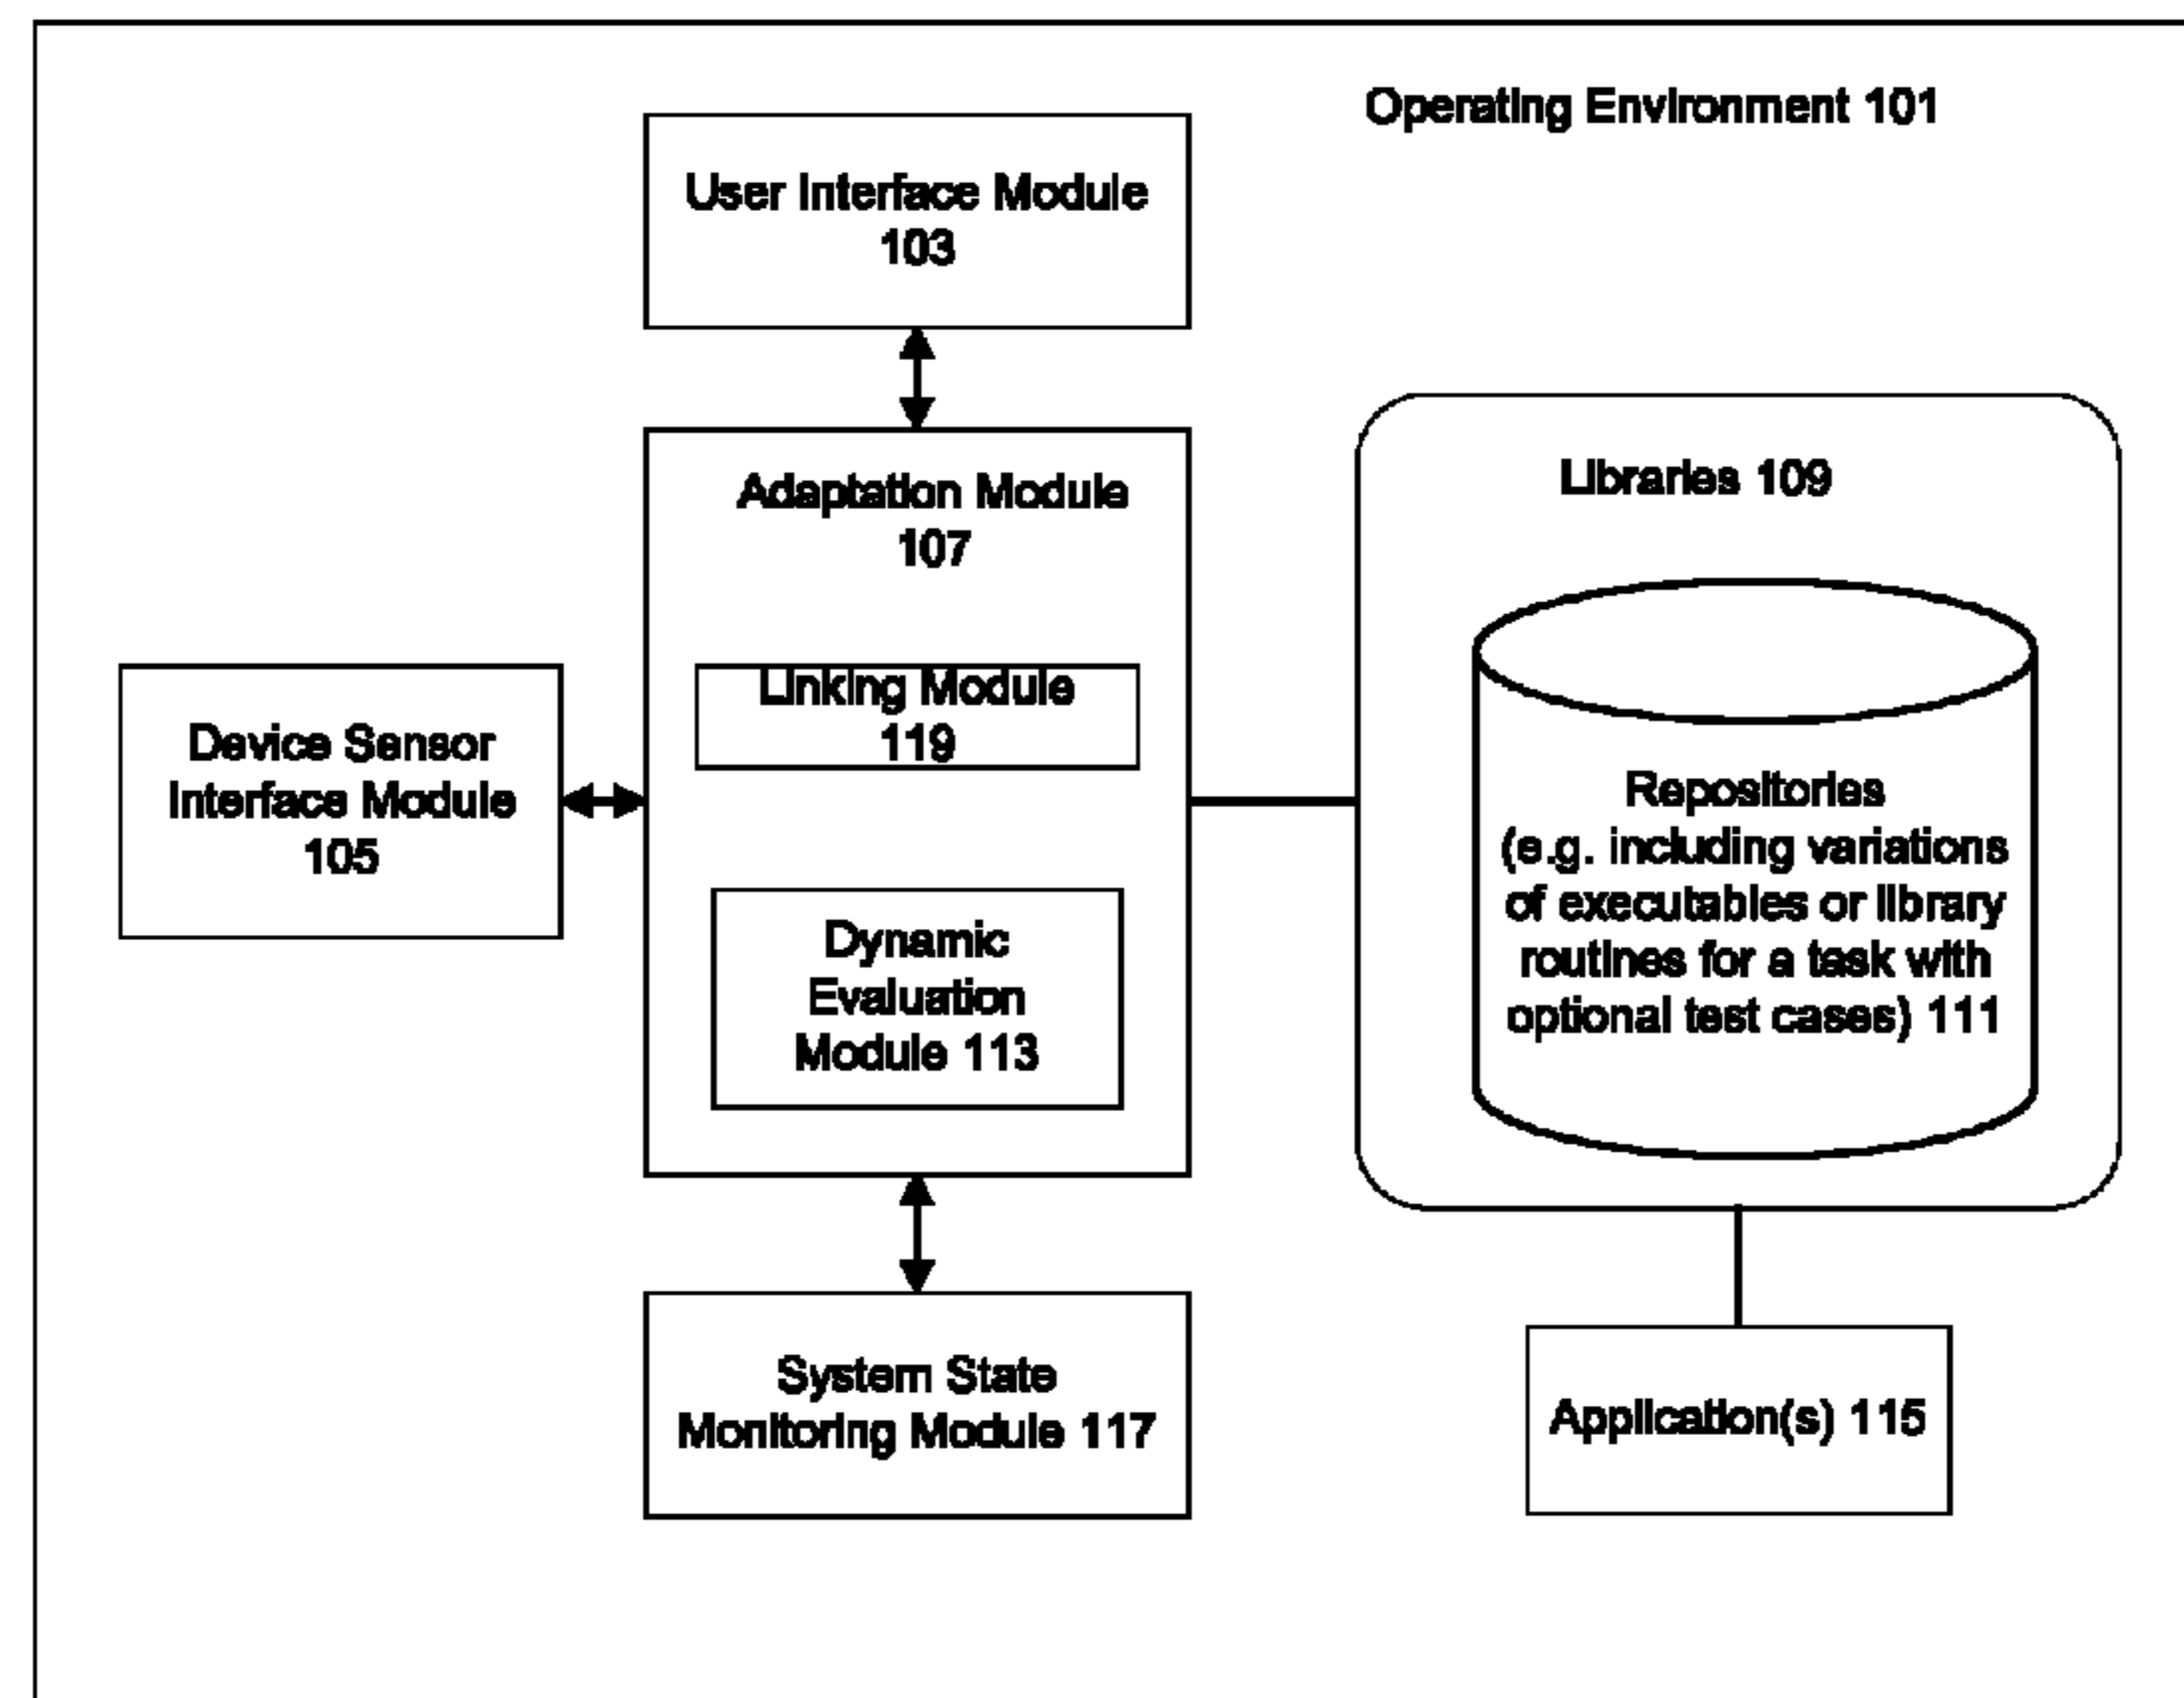 Operating Environment 101
User Interface Module
103
Adaptation Module
107
Linking Module
119
Dynamic
Evaluation
Module 113
Device Sensor
Interface Module
105
System State
Monitoring Module 117
Libraries 109
Repositories
(e.g. including variations
of executables or library
routines for a task with
optional test cases) 111
Application(s) 115